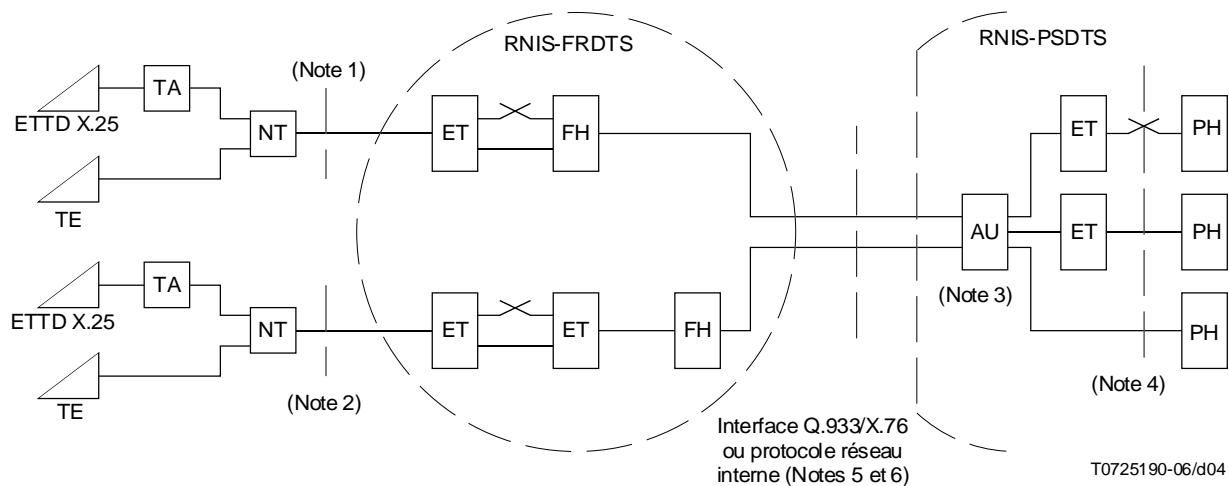 RNIS-FRDTS
RNIS-PSDTS
(Note 1)
TA
ETTD X.25
NT
ET
FH
ET
PH
TE
AU
ET
PH
(Note 3)
TA
ETTD X.25
NT
ET
ET
FH
PH
TE
(Note 2)
(Note 4)
Interface Q.933/X.76
ou protocole réseau
interne (Notes 5 et 6)
T0725190-06/d04